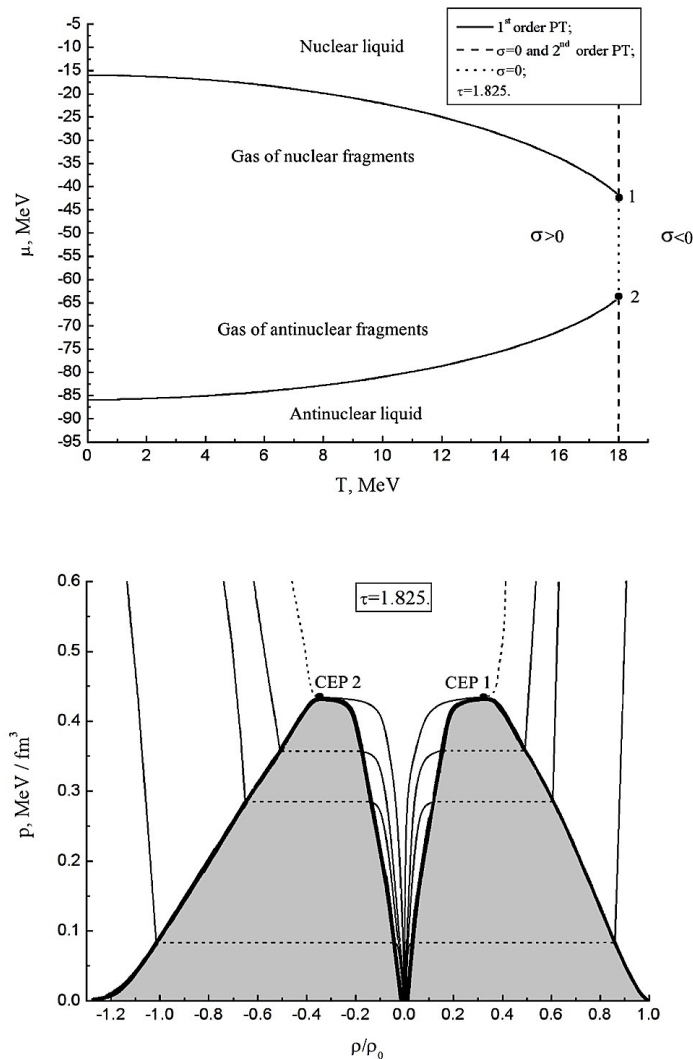 -5
-10
-15
-20
-25
-30
-35
-40
-45
-50
-55
-60
-65
-70
-75
-80
-85
-90
-95
μ, MeV
Nuclear liquid
1st order PT;
σ=0 and 2nd order PT;
σ=0;
τ=1.825.
Gas of nuclear fragments
1
σ>0
σ<0
2
Gas of antinuclear fragments
Antinuclear liquid
0 2 4 6 8 10 12 14 16 18
T, MeV
0.6
0.5
0.4
0.3
0.2
0.1
0.0
p, MeV / fm3
τ=1.825.
CEP 2
CEP 1
-1.2 -1.0 -0.8 -0.6 -0.4 -0.2 0.0 0.2 0.4 0.6 0.8 1.0
ρ/ρ0